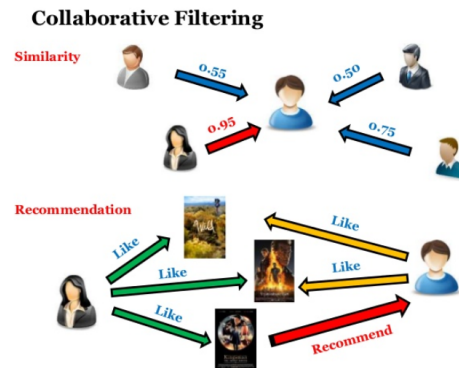 Collaborative Filtering
Similarity
0.55
0.50
0.95
0.75
Recommendation
Like
Like
Like
Like
Like
Recommend